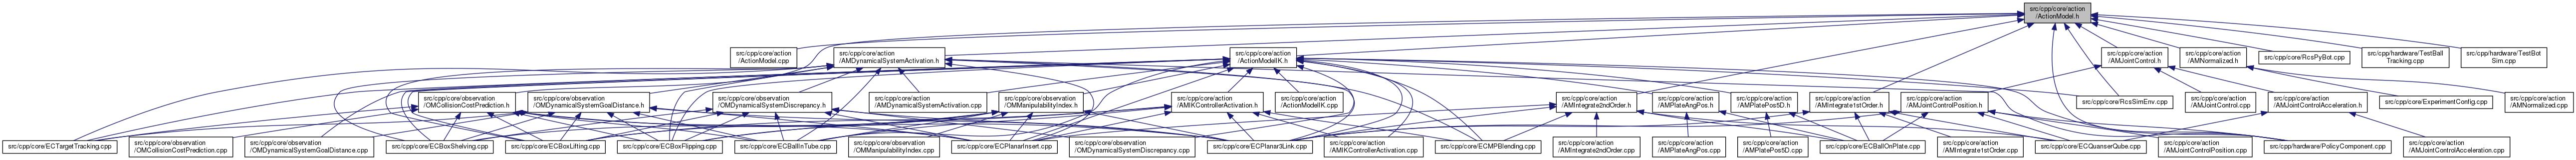 src/cpp/core/action
/ActionModel.h
src/cpp/core/action
/ActionModel.cpp
src/cpp/core/action
/AMDynamicalSystemActivation.h
src/cpp/core/action
/ActionModelIK.h
src/cpp/core/action
/AMJointControl.h
src/cpp/core/action
/AMNormalized.h
src/cpp/core/RcsPyBot.cpp
src/cpp/hardware/TestBall
Tracking.cpp
src/cpp/hardware/TestBot
Sim.cpp
src/cpp/core/observation
/OMCollisionCostPrediction.h
src/cpp/core/observation
/OMDynamicalSystemGoalDistance.h
src/cpp/core/observation
/OMDynamicalSystemDiscrepancy.h
src/cpp/core/action
/AMDynamicalSystemActivation.cpp
src/cpp/core/observation
/OMManipulabilityIndex.h
src/cpp/core/action
/AMIKControllerActivation.h
src/cpp/core/action
/ActionModelIK.cpp
src/cpp/core/action
/AMIntegrate2ndOrder.h
src/cpp/core/action
/AMPlateAngPos.h
src/cpp/core/action
/AMPlatePos5D.h
src/cpp/core/action
/AMIntegrate1stOrder.h
src/cpp/core/action
/AMJointControlPosition.h
src/cpp/core/RcsSimEnv.cpp
src/cpp/core/action
/AMJointControl.cpp
src/cpp/core/action
/AMJointControlAcceleration.h
src/cpp/core/ExperimentConfig.cpp
src/cpp/core/action
/AMNormalized.cpp
src/cpp/core/ECTargetTracking.cpp
src/cpp/core/observation
/OMCollisionCostPrediction.cpp
src/cpp/core/observation
/OMDynamicalSystemGoalDistance.cpp
src/cpp/core/ECBoxShelving.cpp
src/cpp/core/ECBoxLifting.cpp
src/cpp/core/ECBoxFlipping.cpp
src/cpp/core/ECBallInTube.cpp
src/cpp/core/observation
/OMManipulabilityIndex.cpp
src/cpp/core/ECPlanarInsert.cpp
src/cpp/core/observation
/OMDynamicalSystemDiscrepancy.cpp
src/cpp/core/ECPlanar3Link.cpp
src/cpp/core/action
/AMIKControllerActivation.cpp
src/cpp/core/ECMPBlending.cpp
src/cpp/core/action
/AMIntegrate2ndOrder.cpp
src/cpp/core/action
/AMPlateAngPos.cpp
src/cpp/core/action
/AMPlatePos5D.cpp
src/cpp/core/ECBallOnPlate.cpp
src/cpp/core/action
/AMIntegrate1stOrder.cpp
src/cpp/core/ECQuanserQube.cpp
src/cpp/core/action
/AMJointControlPosition.cpp
src/cpp/hardware/PolicyComponent.cpp
src/cpp/core/action
/AMJointControlAcceleration.cpp